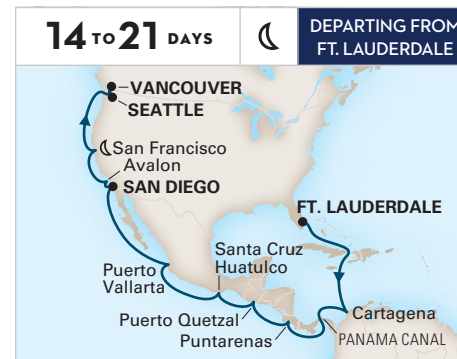 14 TO 21 DAYS
DEPARTING FROM
FT. LAUDERDALE
VANCOUVER
SEATTLE
San Francisco
Avalon
SAN DIEGO
FT. LAUDERDALE
Santa Cruz
Huatulco
Puerto
Vallarta
Puerto Quetzal
Cartagena
Puntarenas
PANAMA CANAL